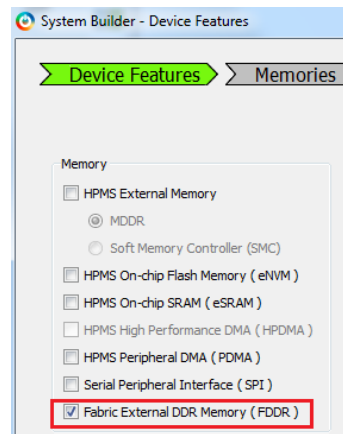 System Builder - Device Features
Device Features
Memories
Memory
HPMS External Memory
MDDR
Soft Memory Controller (SMC)
HPMS On-chip Flash Memory ( eNVM )
HPMS On-chip SRAM ( eSRAM )
HPMS High Performance DMA ( HPDMA )
HPMS Peripheral DMA ( PDMA )
Serial Peripheral Interface ( SPI )
Fabric External DDR Memory ( FDDR )